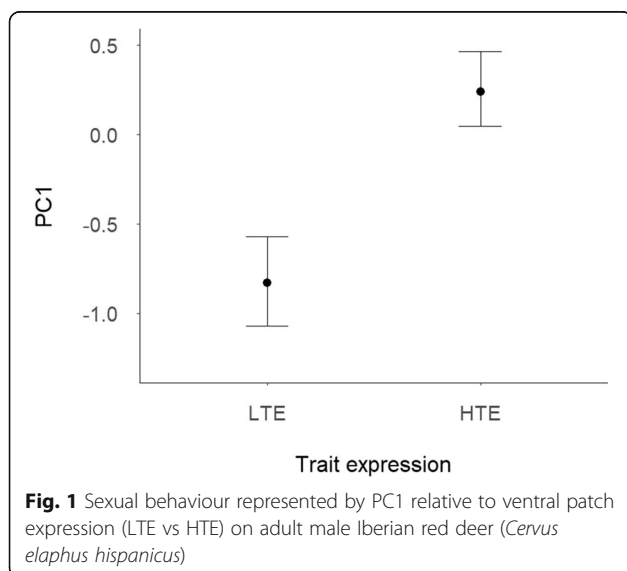 0.5
0.0
-0.5
-1.0
PC1
LTE HTE
Trait expression
Fig. 1 Sexual behaviour represented by PC1 relative to ventral patch
expression (LTE vs HTE) on adult male Iberian red deer (Cervus
elaphus hispanicus)